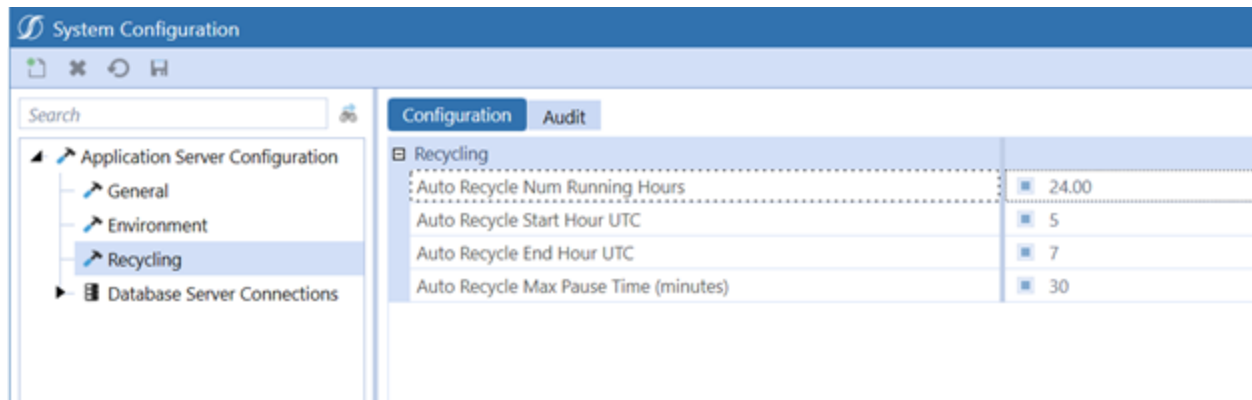 System Configuration
Search
Application Server Configuration
General
Environment
Recycling
Database Server Connections
Configuration Audit
Recycling
Auto Recycle Num Running Hours 24.00
Auto Recycle Start Hour UTC 5
Auto Recycle End Hour UTC 7
Auto Recycle Max Pause Time (minutes) 30